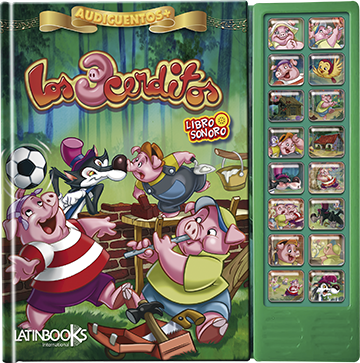 AUDICUENTOS+
Los 3 cerditos
LIBRO
SONORO
LATINBOOKS
International